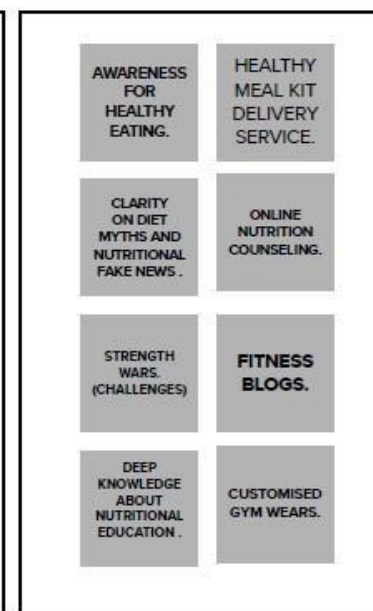 AWARENESS
FOR
HEALTHY
EATING.
HEALTHY
MEAL KIT
DELIVERY
SERVICE.
CLARITY
ON DIET
MYTHS AND
NUTRITIONAL
FAKE NEWS .
ONLINE
NUTRITION
COUNSELING.
STRENGTH
WARS.
(CHALLENGES)
FITNESS
BLOGS.
DEEP
KNOWLEDGE
ABOUT
NUTRITIONAL
EDUCATION .
CUSTOMISED
GYM WEARS.